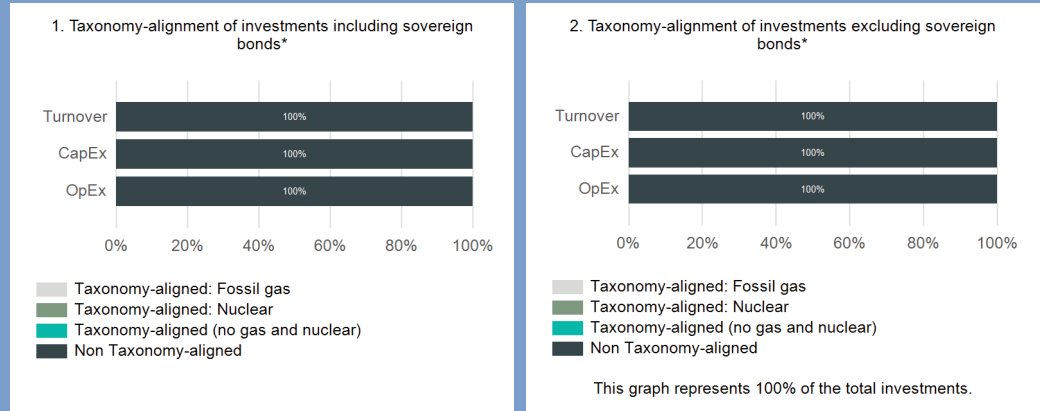 1. Taxonomy-alignment of investments including sovereign
bonds*
Turnover
100%
CapEx
100%
OpEx
100%
0% 20% 40% 60% 80% 100%
Taxonomy-aligned: Fossil gas
Taxonomy-aligned: Nuclear
Taxonomy-aligned (no gas and nuclear)
Non Taxonomy-aligned
2. Taxonomy-alignment of investments excluding sovereign
bonds*
Turnover
100%
CapEx
100%
OpEx
100%
0% 20% 40% 60% 80% 100%
Taxonomy-aligned: Fossil gas
Taxonomy-aligned: Nuclear
Taxonomy-aligned (no gas and nuclear)
Non Taxonomy-aligned
This graph represents 100% of the total investments.